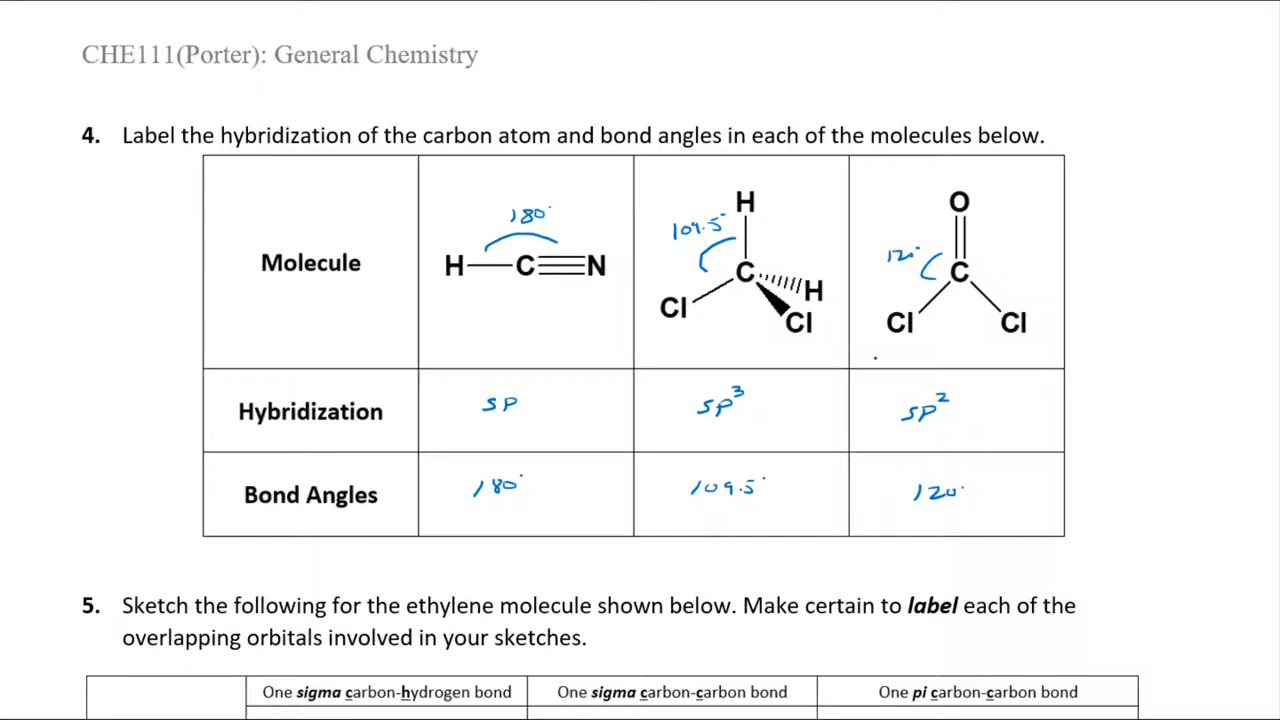 CHE111(Porter): General Chemistry
4. Label the hybridization of the carbon atom and bond angles in each of the molecules below.
Molecule
180°
H C N
109.5°
H
C
H
Cl
Cl
O
120°
C
Cl
Cl
Hybridization sp sp³ sp²
Bond Angles 180° 109.5° 120°
5. Sketch the following for the ethylene molecule shown below. Make certain to label each of the
overlapping orbitals involved in your sketches.
One sigma carbon-hydrogen bond One sigma carbon-carbon bond One pi carbon-carbon bond